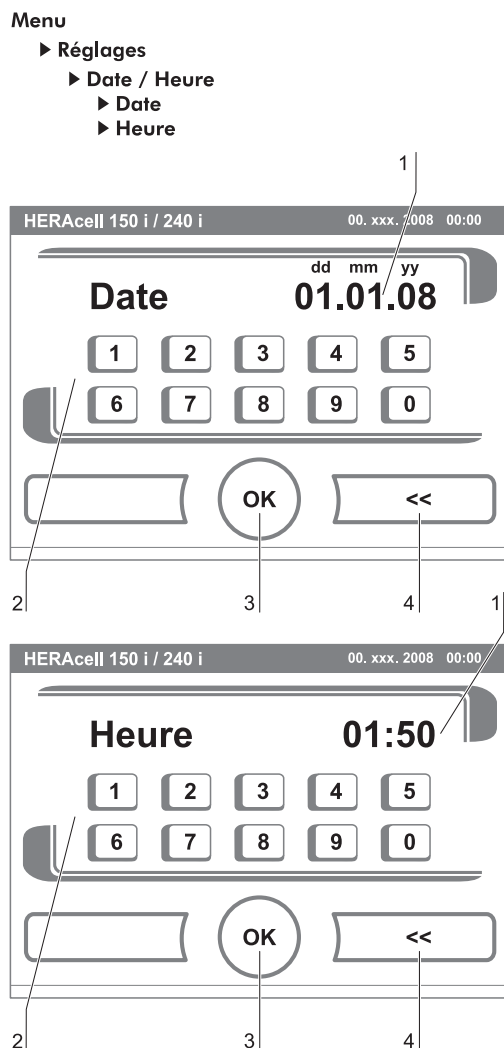 Menu
▶ Réglages
▶ Date / Heure
▶ Date
▶ Heure
1
HERAcell 150 i / 240 i 00. xxx. 2008 00:00
dd mm yy
Date 01.01.08
1 2 3 4 5
6 7 8 9 0
OK <<
2 3 4 1
HERAcell 150 i / 240 i 00. xxx. 2008 00:00
Heure 01:50
1 2 3 4 5
6 7 8 9 0
OK <<
2 3 4